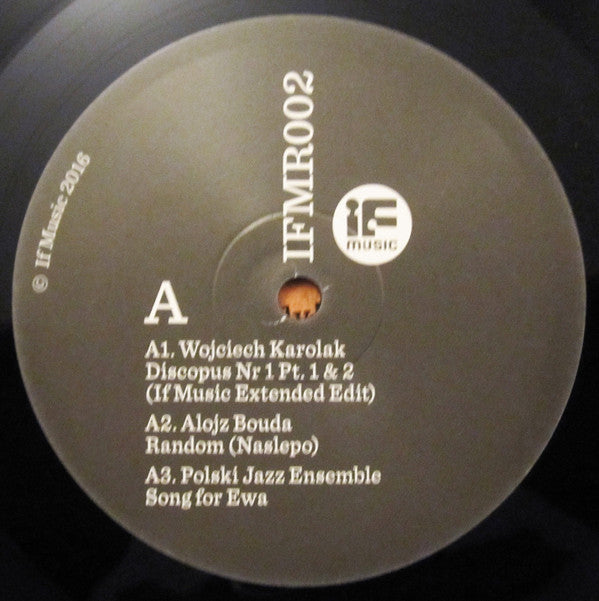 IFMR002
iF
MUSIC
© If Music 2016
A
A1. Wojciech Karolak
Discopus Nr 1 Pt. 1 & 2
(If Music Extended Edit)
A2. Alojz Bouda
Random (Naslepo)
A3. Polski Jazz Ensemble
Song for Ewa